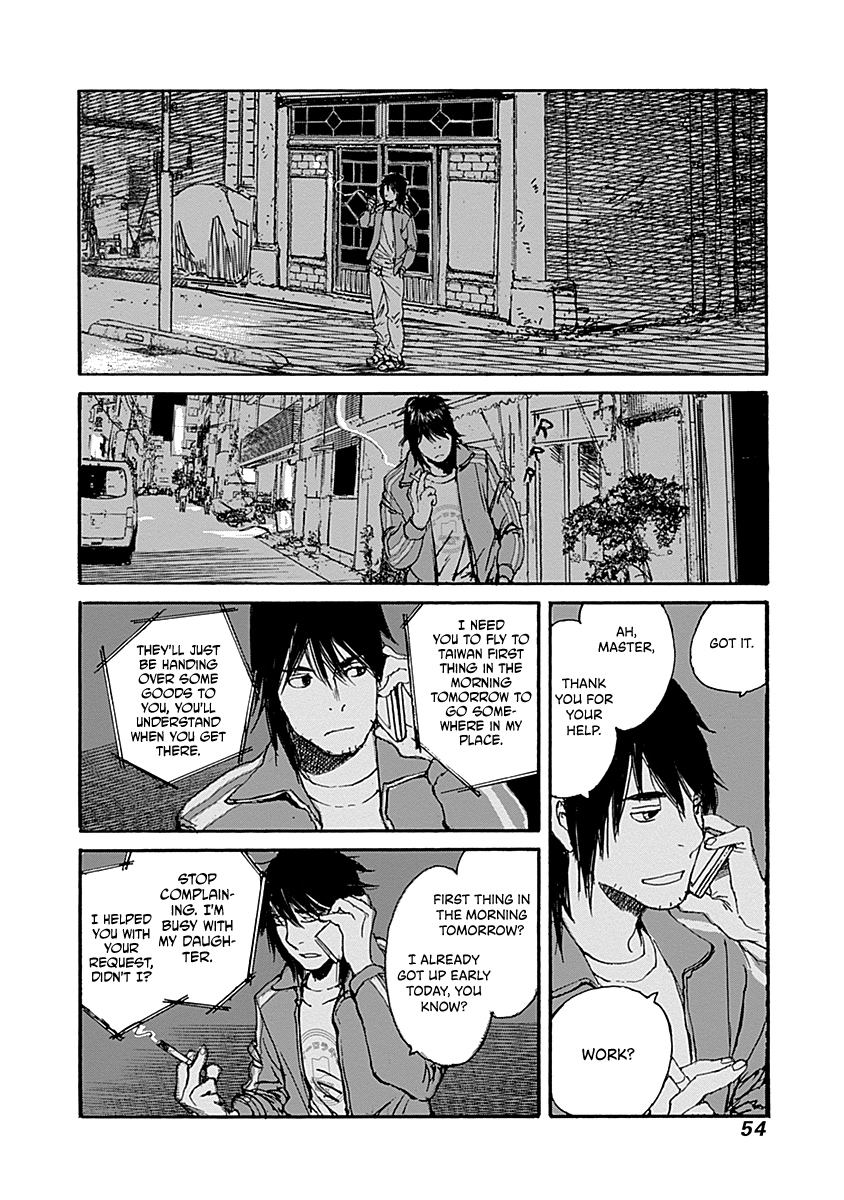 R
R
R
GOT IT.
AH,
MASTER,
THANK
YOU FOR
YOUR
HELP.
WORK?
I NEED
YOU TO FLY TO
TAIWAN FIRST
THING IN THE
MORNING
TOMORROW TO
GO SOME-
WHERE IN MY
PLACE.
THEY'LL JUST
BE HANDING
OVER SOME
GOODS TO
YOU, YOU'LL
UNDERSTAND
WHEN YOU GET
THERE.
FIRST THING IN
THE MORNING
TOMORROW?
I ALREADY
GOT UP EARLY
TODAY, YOU
KNOW?
STOP
COMPLAIN-
ING. I'M
BUSY WITH
MY DAUGH-
TER.
I HELPED
YOU WITH
YOUR
REQUEST,
DIDN'T I?
54